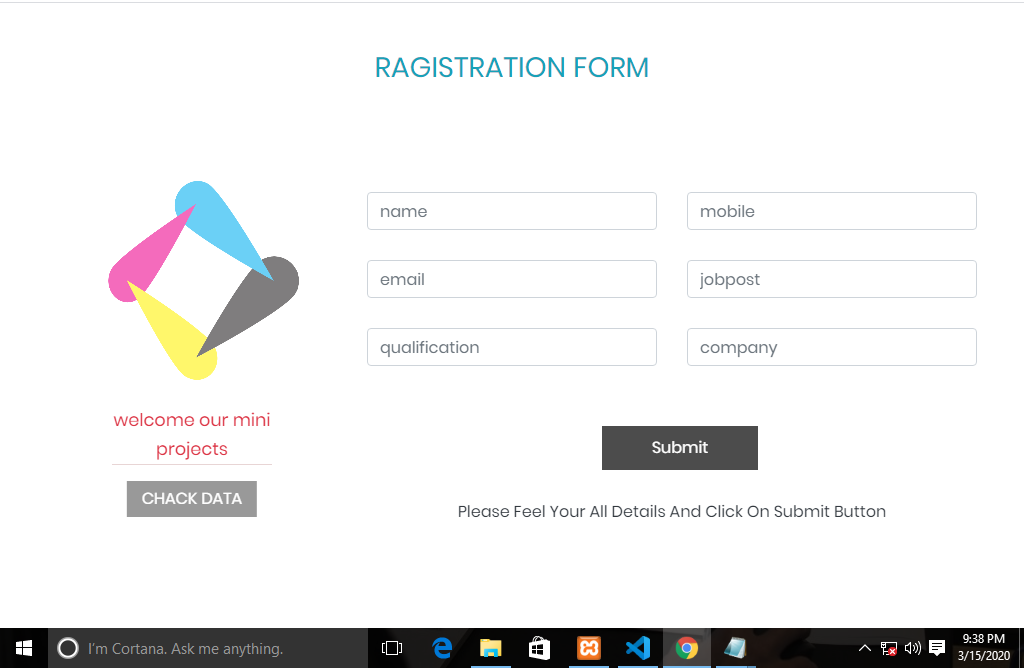 RAGISTRATION FORM
name
mobile
email
jobpost
qualification
company
welcome our mini
projects
CHACK DATA
Submit
Please Feel Your All Details And Click On Submit Button
I'm Cortana. Ask me anything.
9:38 PM
3/15/2020